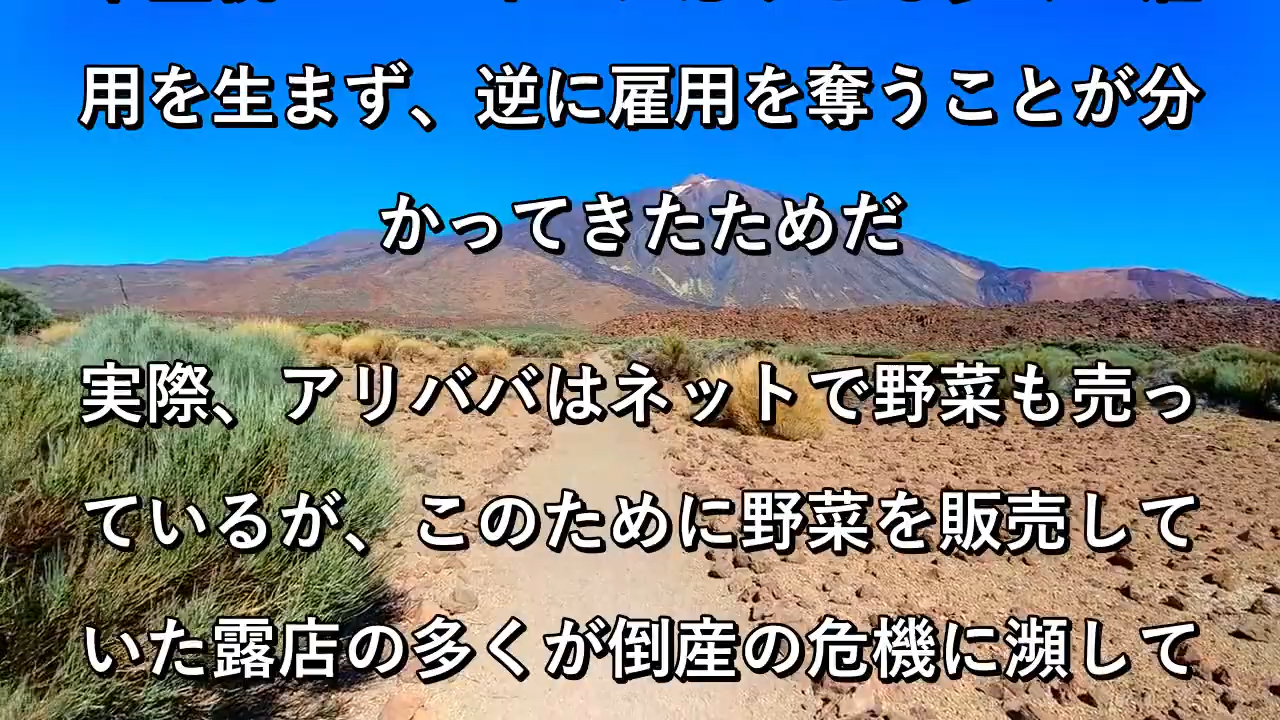 用を生まず、逆に雇用を奪うことが分
かってきたためだ
実際、アリババはネットで野菜も売っ
ているが、このために野菜を販売して
いた露店の多くが倒産の危機に瀕して